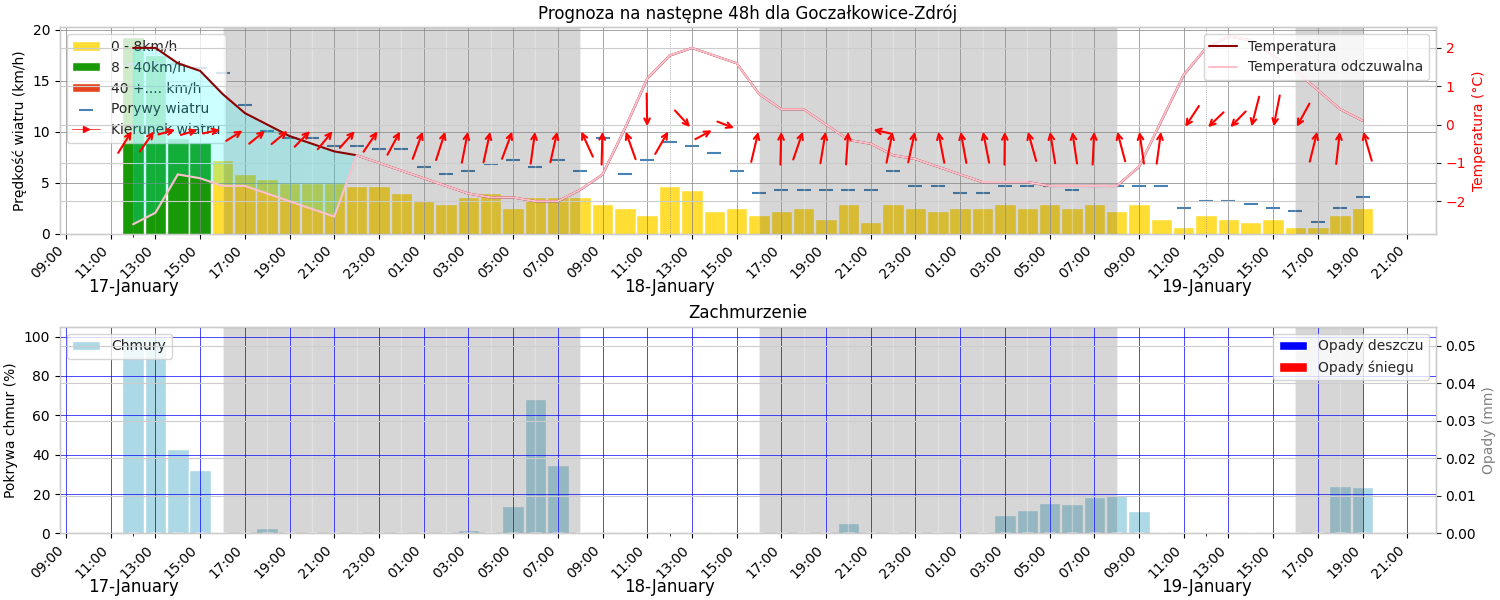 Prognoza na następne 48h dla Goczałkowice-Zdrój
Prędkość wiatru (km/h)
20
15
10
5
0
0 - 8km/h
8 - 40km/h
40 +.... km/h
Porywy wiatru
Kierunek wiatru
Temperatura
Temperatura odczuwalna
2
1
0
−1
−2
Temperatura (°C)
09:00 11:00 13:00 15:00 17:00 19:00 21:00 23:00 01:00 03:00 05:00 07:00 09:00 11:00 13:00 15:00 17:00 19:00 21:00 23:00 01:00 03:00 05:00 07:00 09:00 11:00 13:00 15:00 17:00 19:00 21:00
17-January 18-January 19-January
Zachmurzenie
Pokrywa chmur (%)
100
80
60
40
20
0
Chmury
Opady deszczu
Opady śniegu
0.05
0.04
0.03
0.02
0.01
0.00
Opady (mm)
09:00 11:00 13:00 15:00 17:00 19:00 21:00 23:00 01:00 03:00 05:00 07:00 09:00 11:00 13:00 15:00 17:00 19:00 21:00 23:00 01:00 03:00 05:00 07:00 09:00 11:00 13:00 15:00 17:00 19:00 21:00
17-January 18-January 19-January